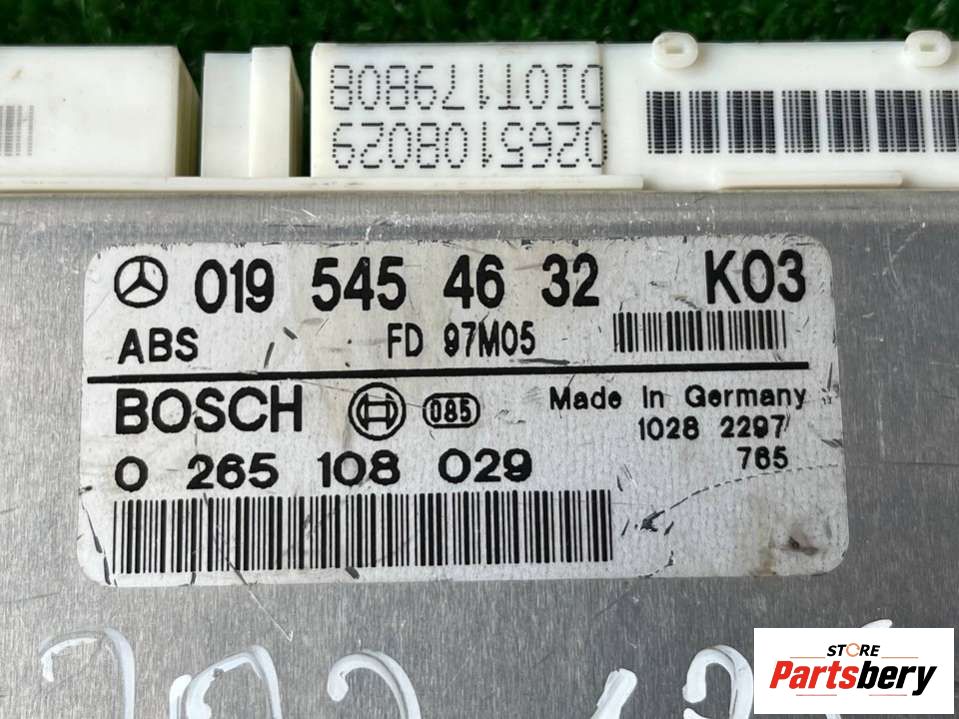 DIOT1179808
0265108029
019 545 46 32 K03
ABS FD 97M05
BOSCH 085 Made in Germany
1028 2297
0 265 108 029 765
STORE
Partsbery